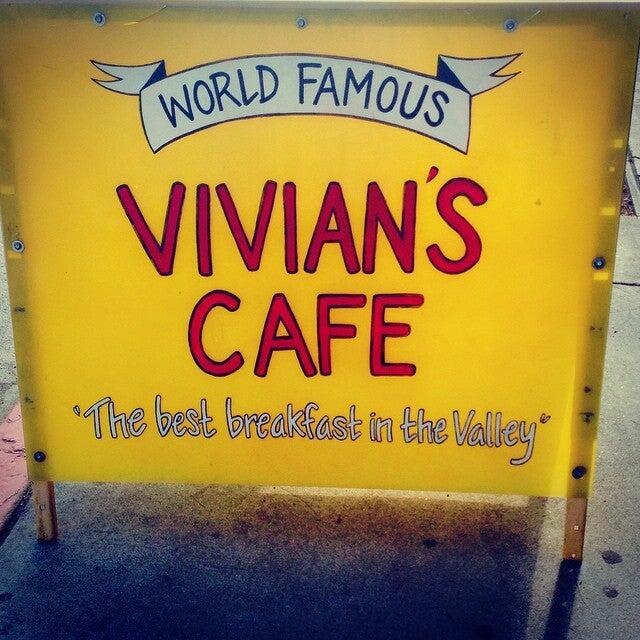 WORLD FAMOUS
VIVIAN'S
CAFE
"The best breakfast in the Valley"